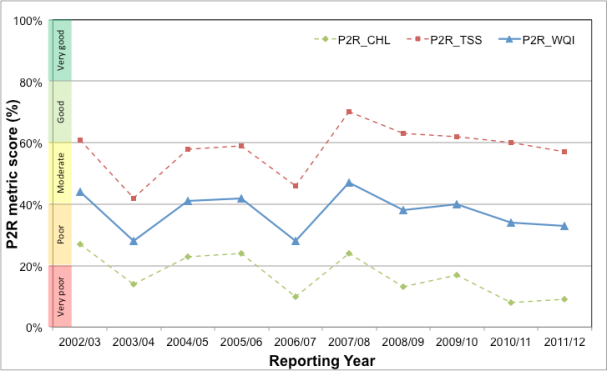 P2R_CHL P2R_TSS P2R_WQI
P2R metric score (%)
100%
80%
60%
40%
20%
0%
Very good
Good
Moderate
Poor
Very poor
2002/03 2003/04 2004/05 2005/06 2006/07 2007/08 2008/09 2009/10 2010/11 2011/12
Reporting Year